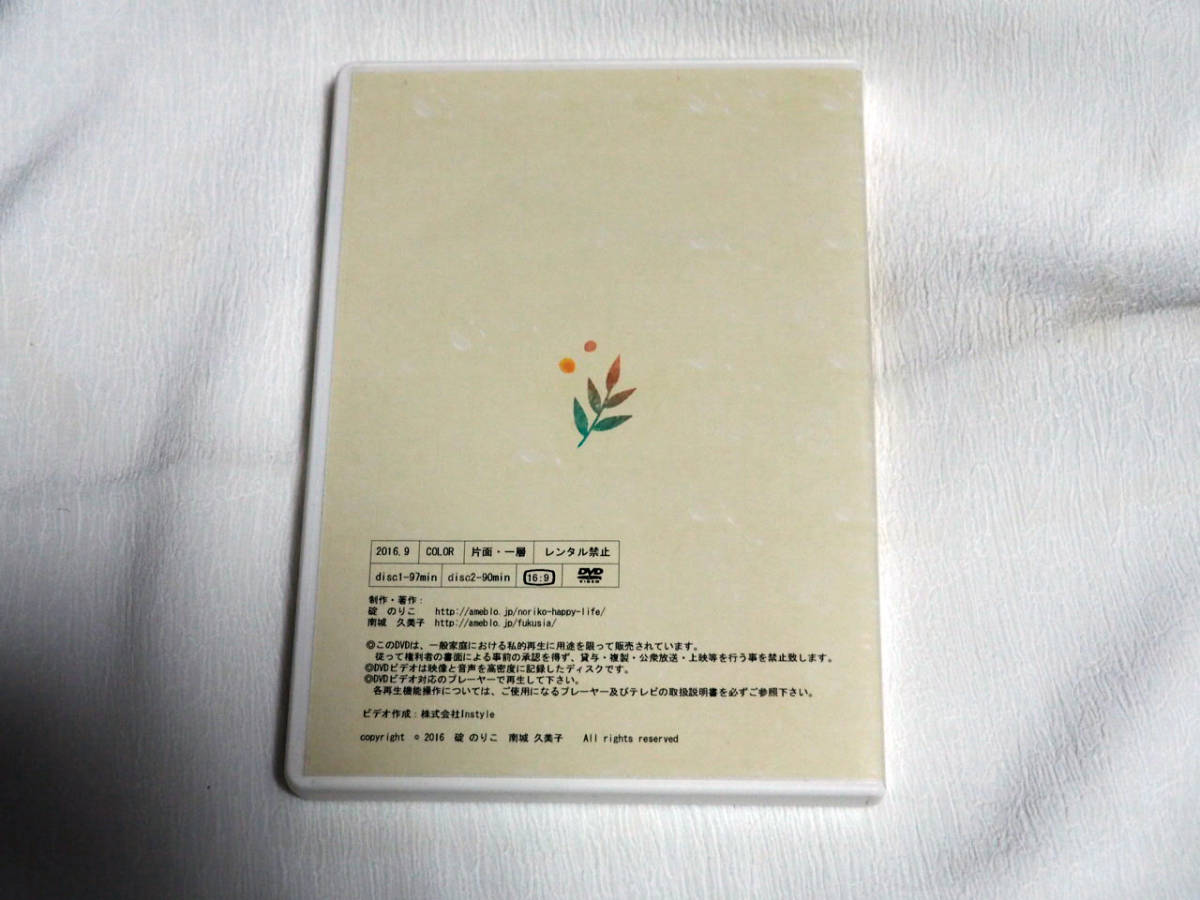 2016.9 COLOR 片面・一層 レンタル禁止
disc1-97min disc2-90min 16:9 DVD VIDEO
制作・著作：
碇 のりこ http://ameblo.jp/noriko-happy-life/
南城 久美子 http://ameblo.jp/fukusia/
◎このDVDは、一般家庭における私的再生に用途を限って販売されています。
従って権利者の書面による事前の承認を得ず、貸与・複製・公衆放送・上映等を行う事を禁止致します。
◎DVDビデオは映像と音声を高密度に記録したディスクです。
◎DVDビデオ対応のプレーヤーで再生して下さい。
各再生機能操作については、ご使用になるプレーヤー及びテレビの取扱説明書を必ずご参照下さい。
ビデオ作成：株式会社Instyle
copyright © 2016 碇 のりこ 南城 久美子 All rights reserved